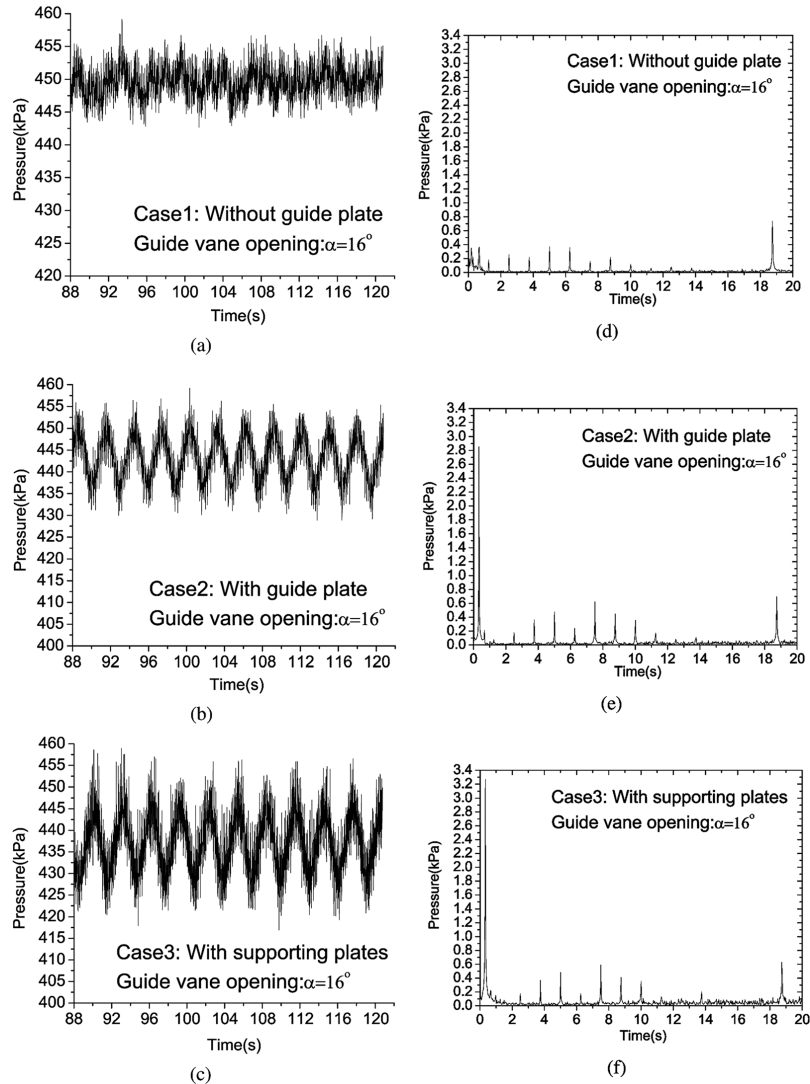 460
455
450
445
440
435
430
425
420
Pressure(kPa)
Case1: Without guide plate
Guide vane opening:α=16°
88 96 104 112 120
Time(s)
(a)
3.4
3.2
3.0
2.8
2.6
2.4
2.2
2.0
1.8
1.6
1.4
1.2
1.0
0.8
0.6
0.4
0.2
0.0
Pressure(kPa)
Case1: Without guide plate
Guide vane opening:α=16°
0 2 4 6 8 10 12 14 16 18 20
Time(s)
(d)
460
455
450
445
440
435
430
425
420
415
410
405
400
Pressure(kPa)
Case2: With guide plate
Guide vane opening:α=16°
88 96 104 112 120
Time(s)
(b)
3.4
3.2
3.0
2.8
2.6
2.4
2.2
2.0
1.8
1.6
1.4
1.2
1.0
0.8
0.6
0.4
0.2
0.0
Pressure(kPa)
Case2: With guide plate
Guide vane opening:α=16°
0 2 4 6 8 10 12 14 16 18 20
Time(s)
(e)
460
455
450
445
440
435
430
425
420
415
410
405
400
Pressure(kPa)
Case3: With supporting plates
Guide vane opening:α=16°
88 96 104 112 120
Time(s)
(c)
3.4
3.2
3.0
2.8
2.6
2.4
2.2
2.0
1.8
1.6
1.4
1.2
1.0
0.8
0.6
0.4
0.2
0.0
Pressure(kPa)
Case3: With supporting plates
Guide vane opening:α=16°
0 2 4 6 8 10 12 14 16 18 20
Time(s)
(f)